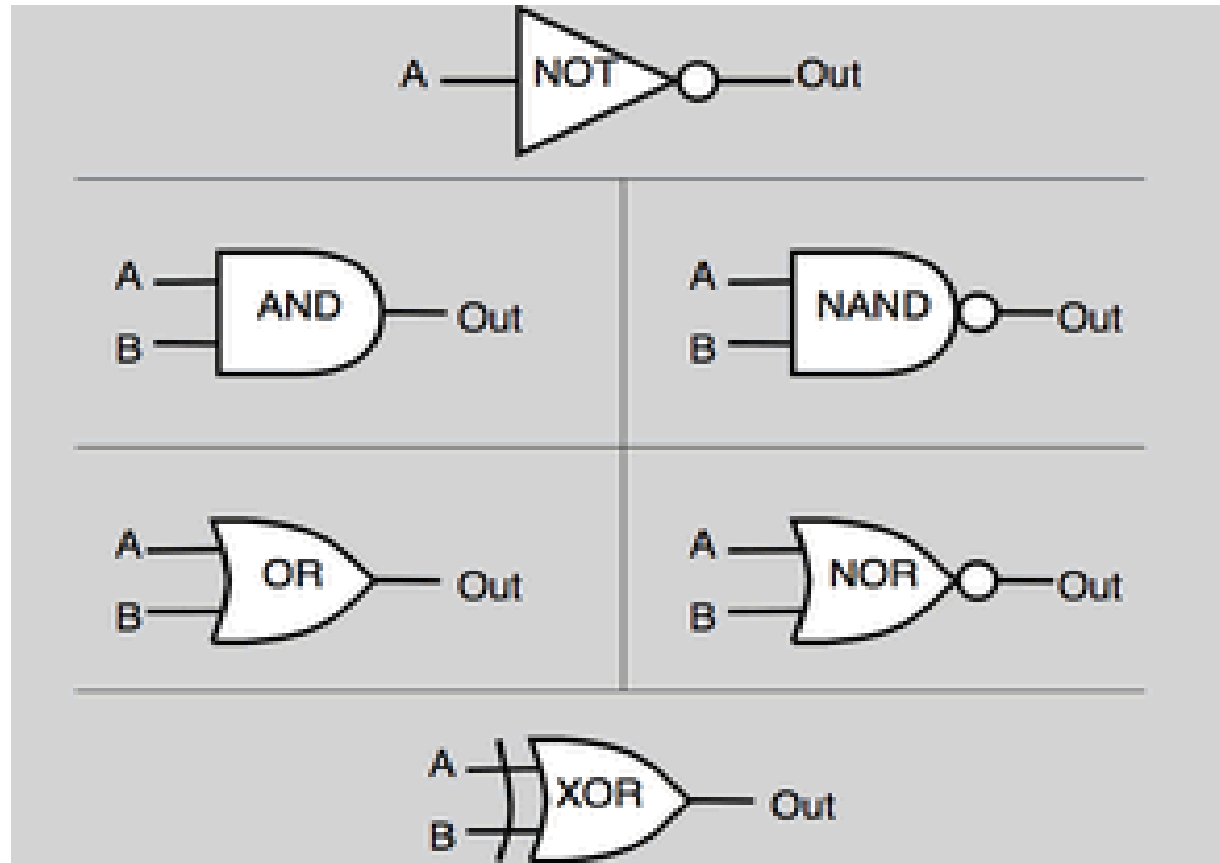 A NOT Out
A AND Out
B
A NAND Out
B
A OR Out
B
A NOR Out
B
A XOR Out
B